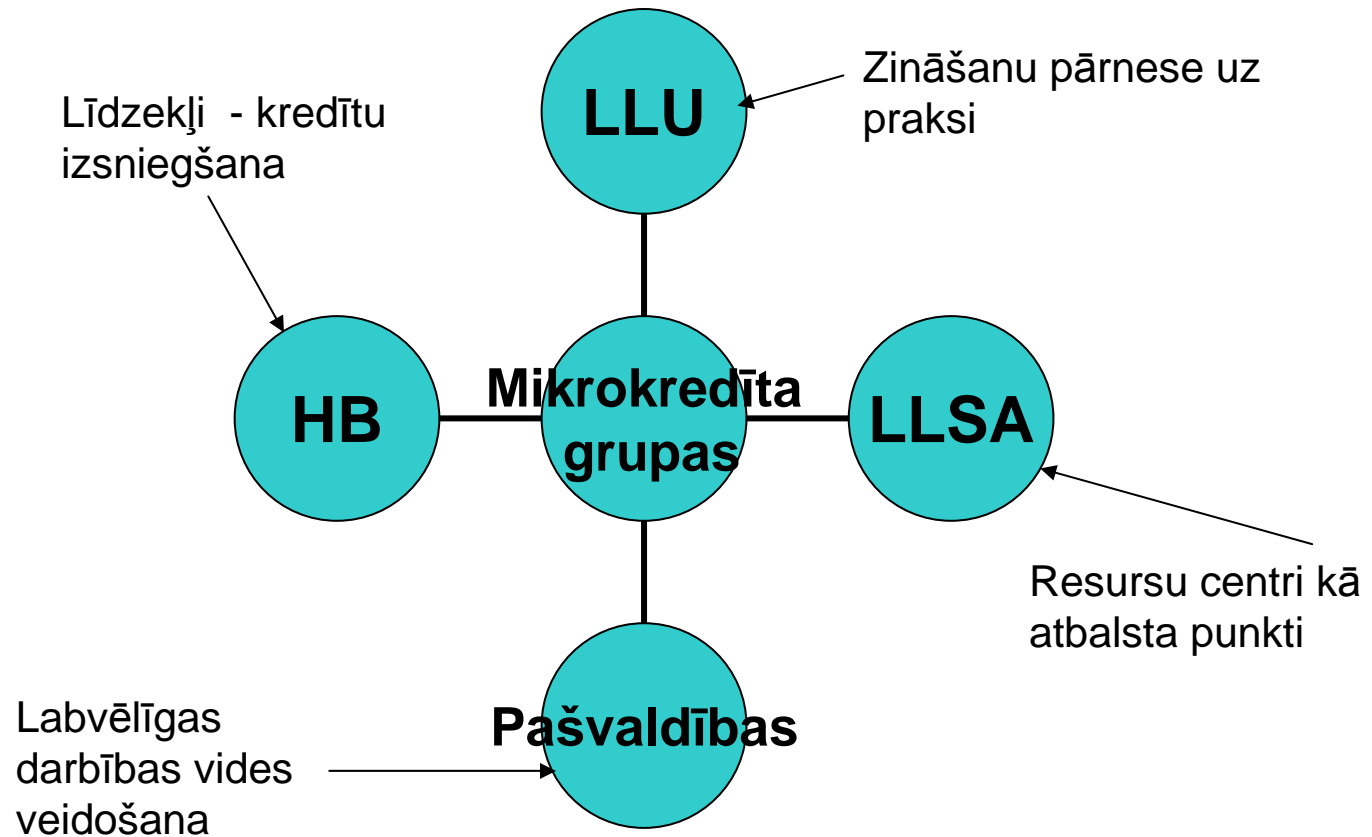 LLU
Zināšanu pārnese uz
praksi
Līdzekļi - kredītu
izsniegšana
HB
Mikrokredīta
grupas
LLSA
Resursu centri kā
atbalsta punkti
Pašvaldības
Labvēlīgas
darbības vides
veidošana